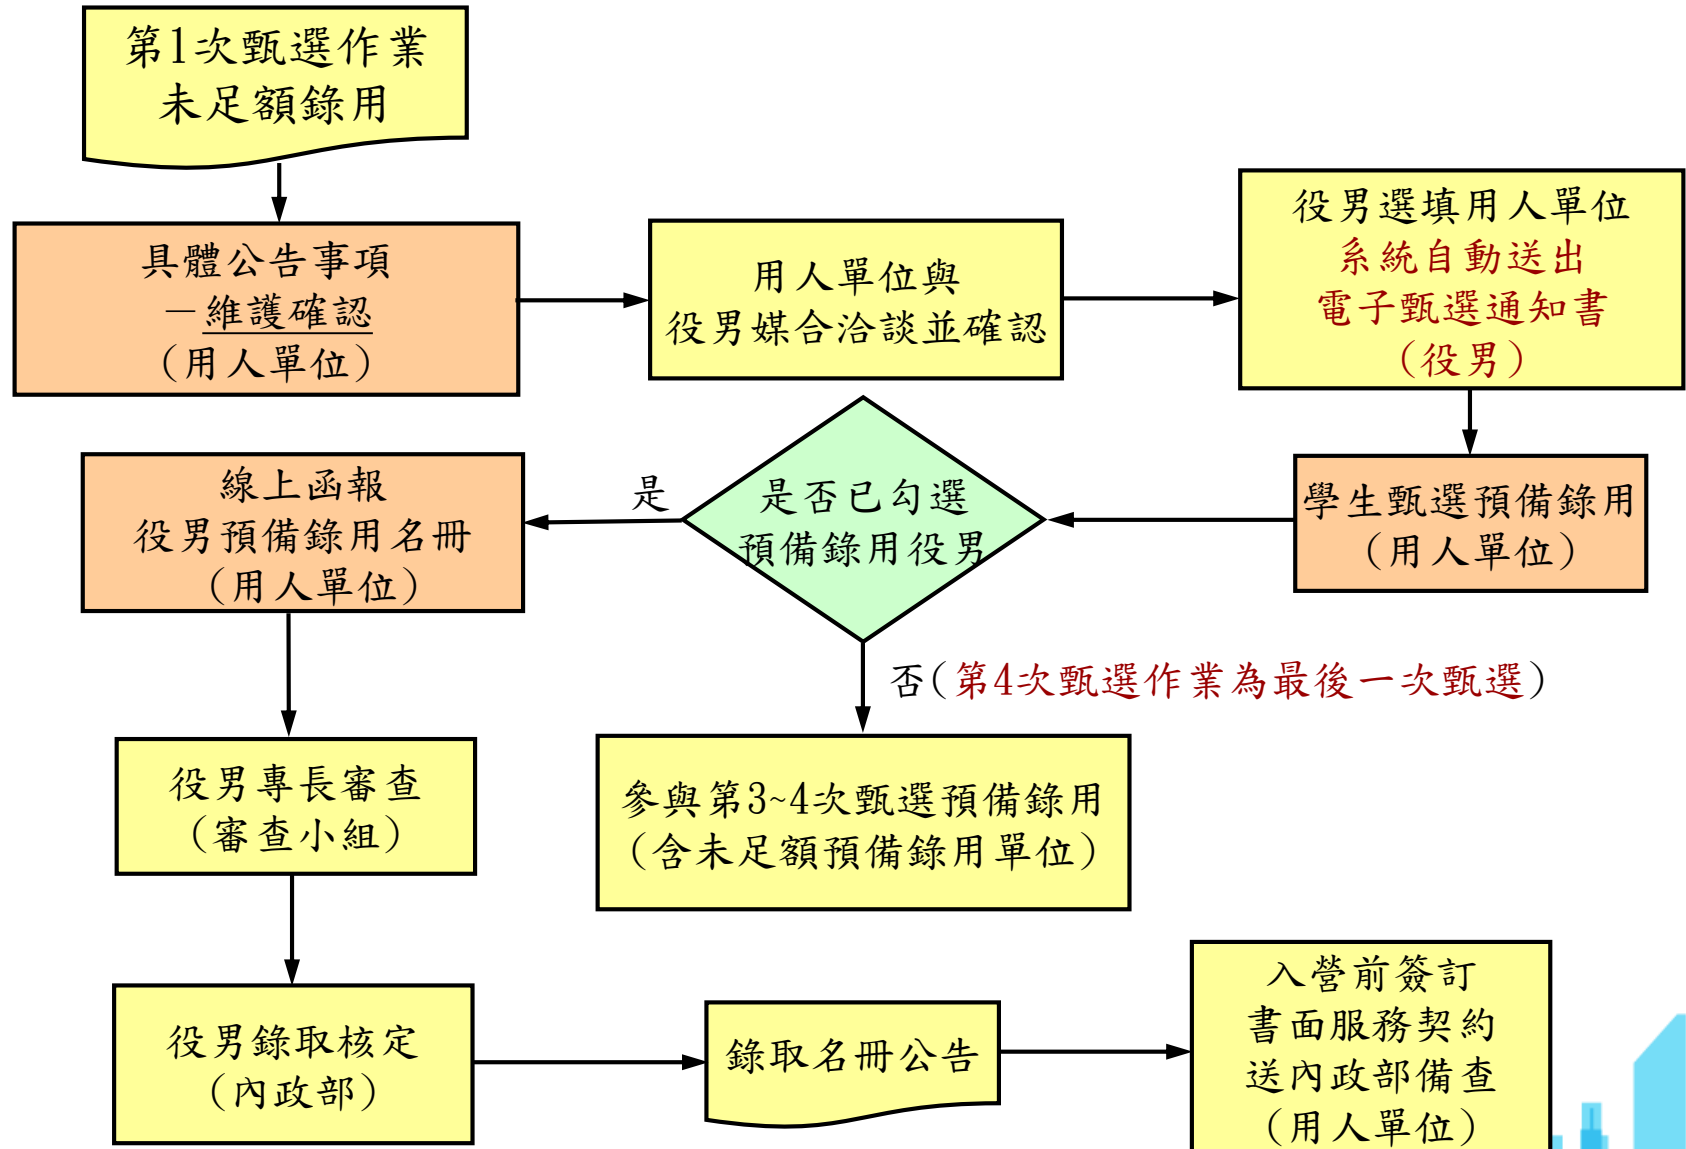 第1次甄選作業
未足額錄用
具體公告事項
－維護確認
(用人單位)
用人單位與
役男媒合洽談並確認
役男選填用人單位
系統自動送出
電子甄選通知書
(役男)
學生甄選預備錄用
(用人單位)
是否已勾選
預備錄用役男
是
線上函報
役男預備錄用名冊
(用人單位)
否(第4次甄選作業為最後一次甄選)
參與第3~4次甄選預備錄用
(含未足額預備錄用單位)
役男專長審查
(審查小組)
役男錄取核定
(內政部)
錄取名冊公告
入營前簽訂
書面服務契約
送內政部備查
(用人單位)